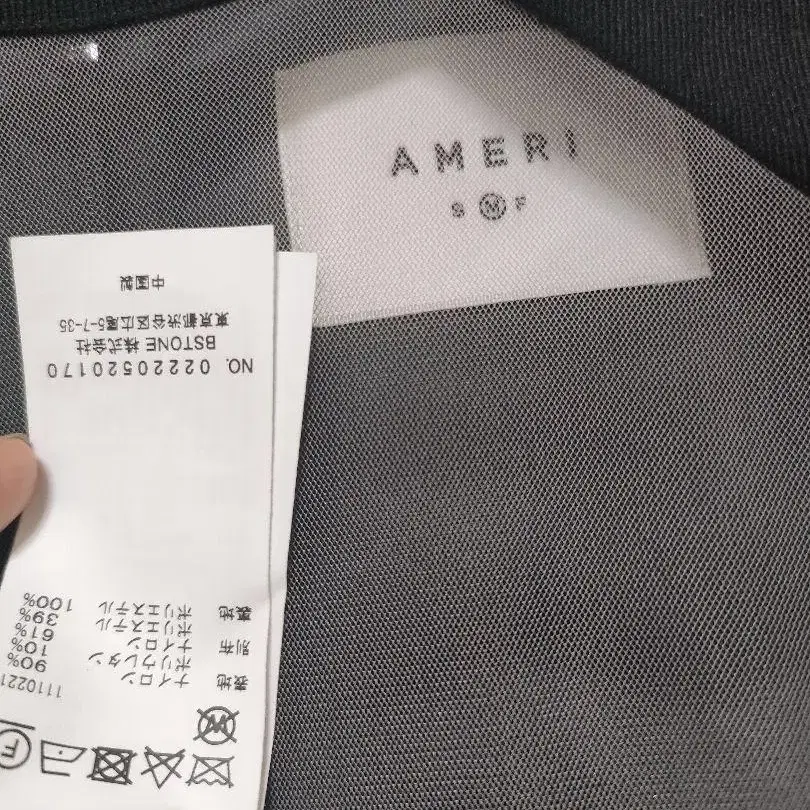 AMERI
S M F
1110221
表地 ナイロン 90%
ポリウレタン 10%
別布 ナイロン 61%
ポリエステル 39%
裏地 ポリエステル 100%
NO. 02220520170
BSTONE 株式会社
東京都渋谷区広尾5-7-35
中国製